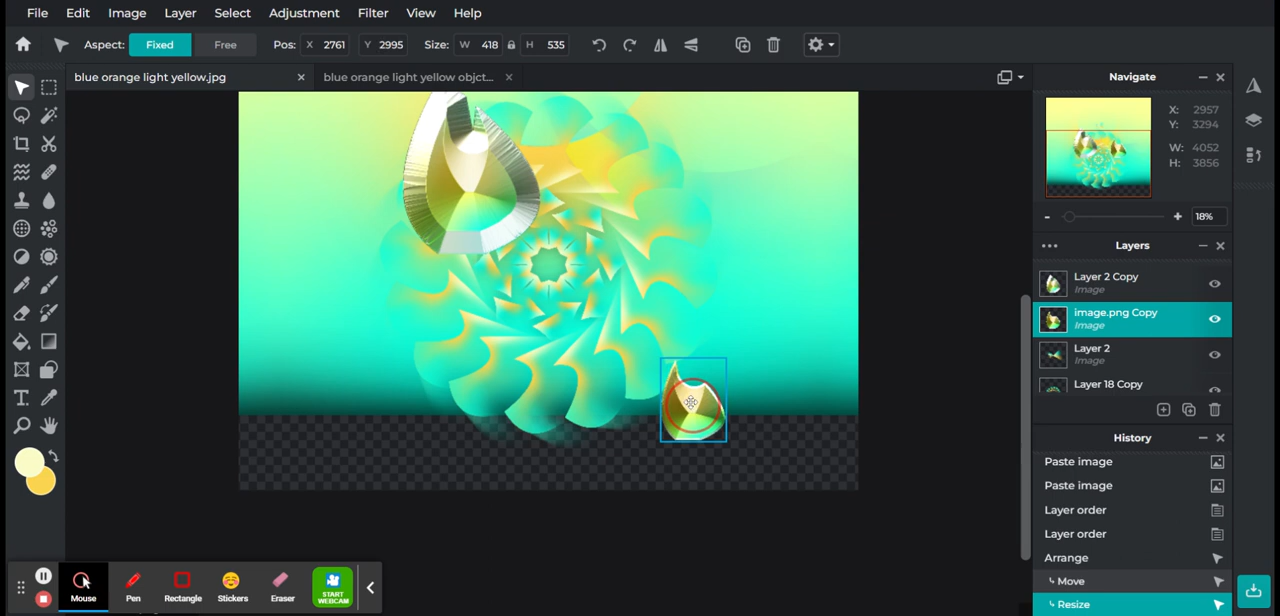 File Edit Image Layer Select Adjustment Filter View Help
Aspect: Fixed Free Pos: X 2761 Y 2995 Size: W 418 H 535
blue orange light yellow.jpg × blue orange light yellow objct... ×
Navigate
X: 2957
Y: 3294
W: 4052
H: 3856
- + 18%
Layers
Layer 2 Copy
Image
image.png Copy
Image
Layer 2
Image
Layer 18 Copy
History
Paste image
Paste image
Layer order
Layer order
Arrange
Move
Resize
Mouse Pen Rectangle Stickers Eraser START WEBCAM